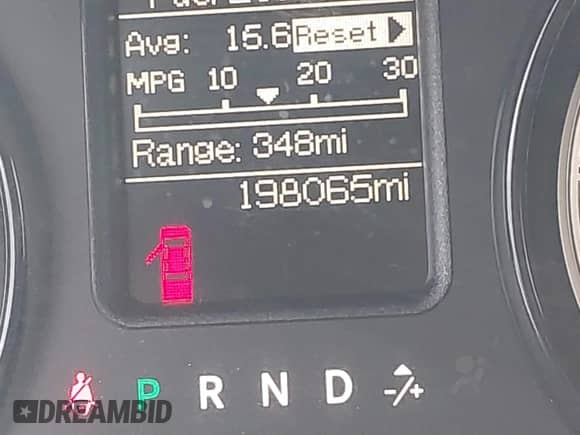 Avg: 15.6 Reset
MPG 10 20 30
Range: 348mi
198065mi
P R N D -/+
DREAMBID